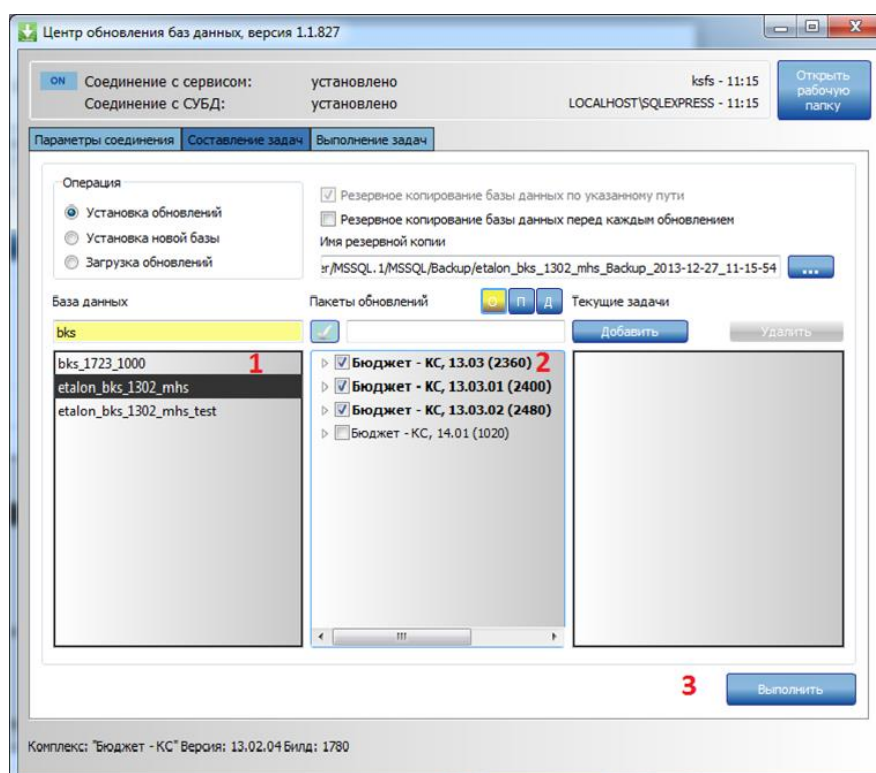 Центр обновления баз данных, версия 1.1.827
ON Соединение с сервисом: установлено ksfs - 11:15
Соединение с СУБД: установлено LOCALHOST\SQLEXPRESS - 11:15
Открыть
рабочую
папку
Параметры соединения Составление задач Выполнение задач
Операция
Установка обновлений
Установка новой базы
Загрузка обновлений
Резервное копирование базы данных по указанному пути
Резервное копирование базы данных перед каждым обновлением
Имя резервной копии
er/MSSQL.1/MSSQL/Backup/etalon_bks_1302_mhs_Backup_2013-12-27_11-15-54 ...
База данных
bks
bks_1723_1000 1
etalon_bks_1302_mhs
etalon_bks_1302_mhs_test
Пакеты обновлений О П Д
Бюджет - КС, 13.03 (2360) 2
Бюджет - КС, 13.03.01 (2400)
Бюджет - КС, 13.03.02 (2480)
Бюджет - КС, 14.01 (1020)
Текущие задачи
Добавить Удалить
3 Выполнить
Комплекс: "Бюджет - КС" Версия: 13.02.04 Билд: 1780